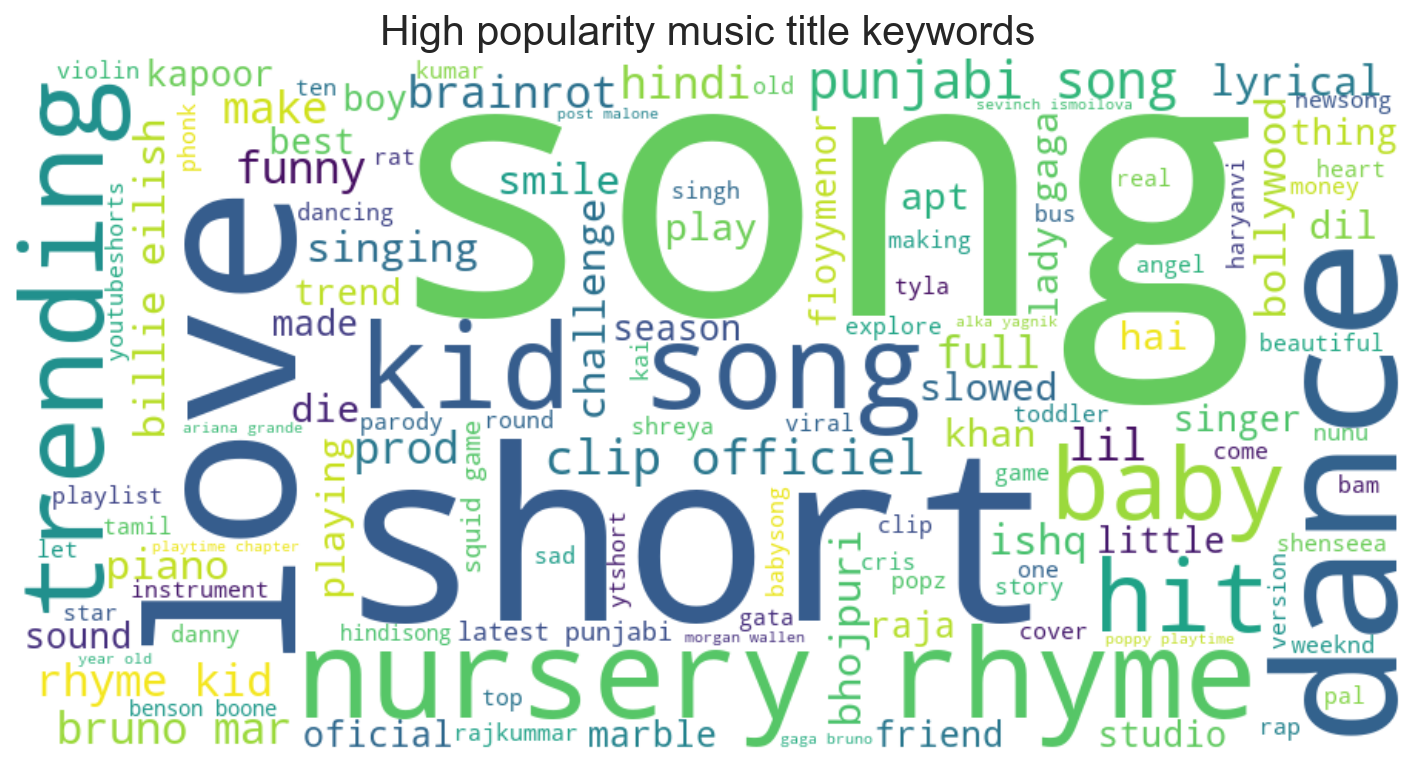 High popularity music title keywords
violin
kapoor
ten
kumar
boy
brainrot
hindi
old
punjabi song
lyrical
make
best
post malone
sevinch ismoilova
newsong
thing
trending
billie eilish
phonk
funny
rat
song
smile
singh
play
floyymenor
apt
making
bus
lady gaga
real
haryanvi
bollywood
heart
money
dil
youtubeshorts
love
dancing
singing
challenge
trend
made
season
tyla
angel
explore
alka yagnik
hai
beautiful
kid song
kai
full
slowed
dance
die
parody
round
shreya
viral
toddler
singer
nunu
ariana grande
playing
prod
squid game
clip officiel
khan
lil
come
playlist
game
baby
bam
tamil
short
ytshort
sad
babysong
clip
bhojpuri
cris
popz
ishq
one
story
little
hit
shenseea
version
let
playtime chapter
piano
instrument
star
sound
danny
hindisong
latest punjabi
gata
morgan wallen
raja
cover
poppy playtime
weeknd
year old
rhyme kid
nursery rhyme
pal
benson boone
top
bruno mar
oficial
rajkummar
marble
gaga bruno
friend
studio
rap